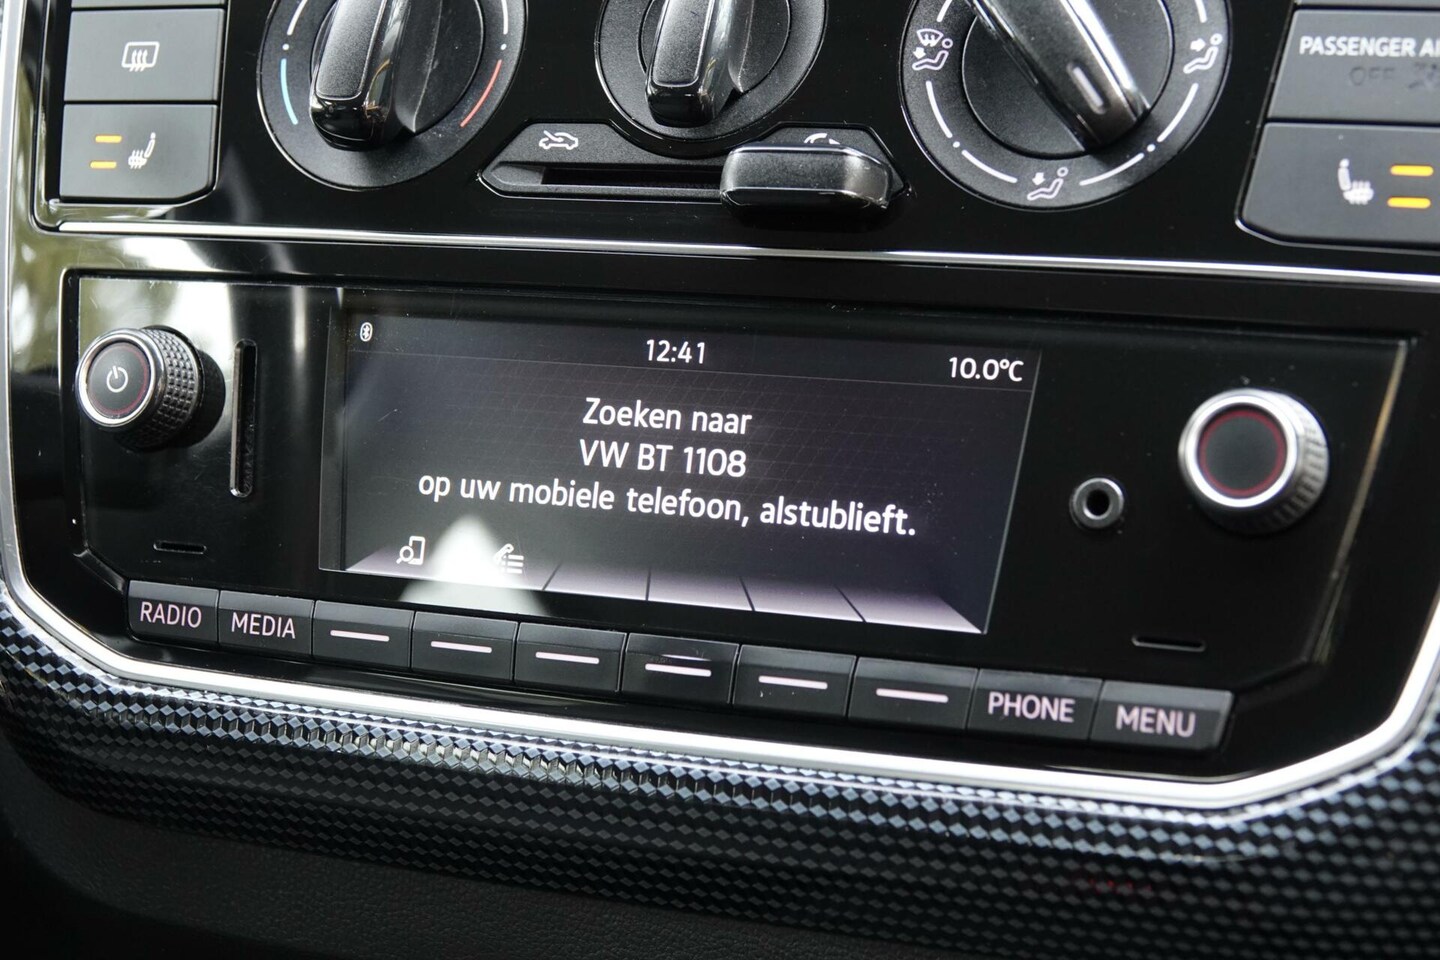 PASSENGER
OFF
12:41
10.0°C
Zoeken naar
VW BT 1108
op uw mobiele telefoon, alstublieft.
RADIO
MEDIA
PHONE
MENU